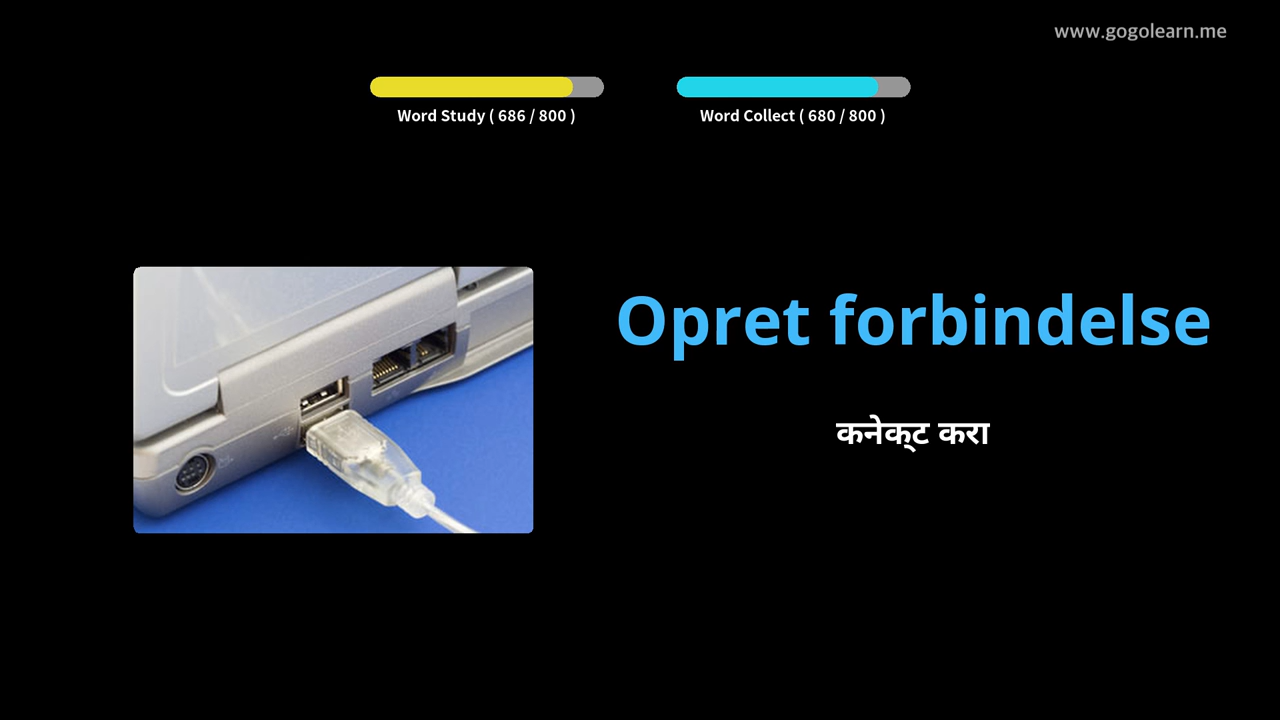 www.gogolearn.me
Word Study ( 686 / 800 )
Word Collect ( 680 / 800 )
Opret forbindelse
कनेक्ट करा